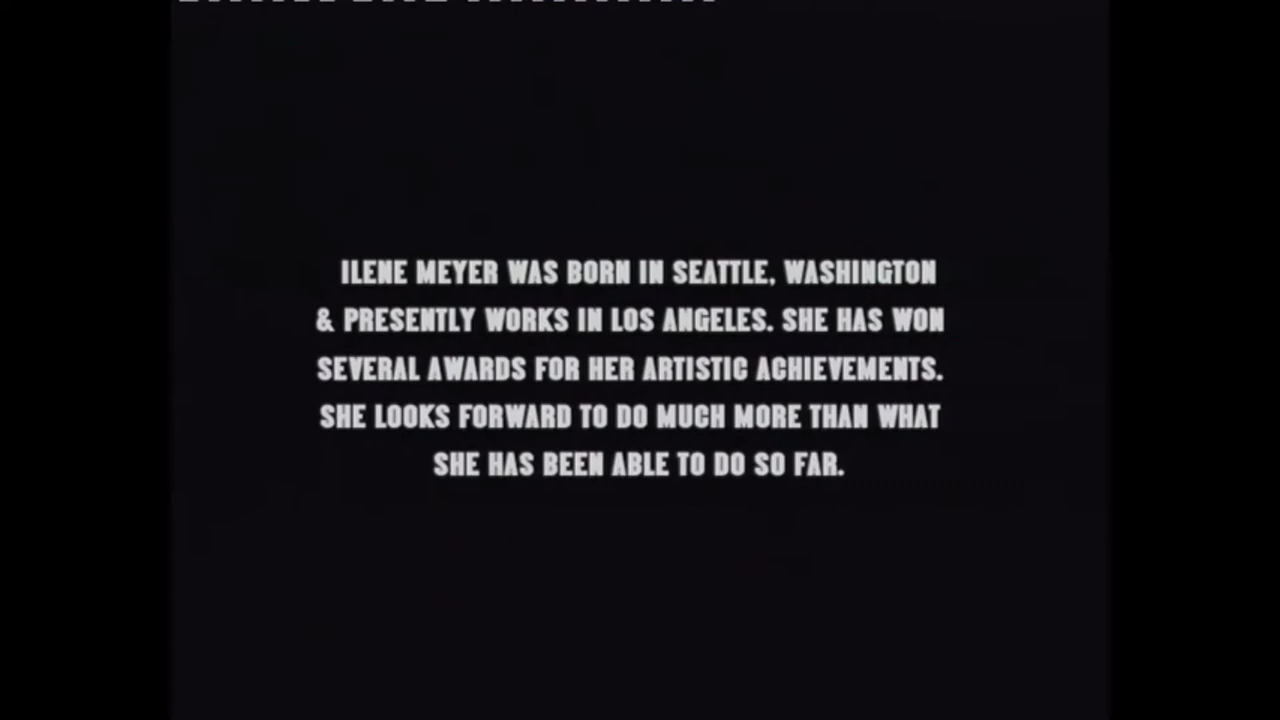 ILENE MEYER WAS BORN IN SEATTLE, WASHINGTON
& PRESENTLY WORKS IN LOS ANGELES. SHE HAS WON
SEVERAL AWARDS FOR HER ARTISTIC ACHIEVEMENTS.
SHE LOOKS FORWARD TO DO MUCH MORE THAN WHAT
SHE HAS BEEN ABLE TO DO SO FAR.